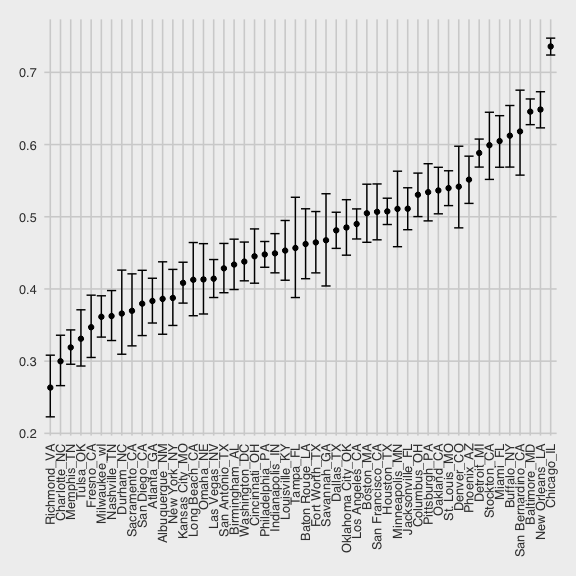 0.7
0.6
0.5
0.4
0.3
0.2
Richmond_VA
Charlotte_NC
Memphis_TN
Tulsa_OK
Fresno_CA
Milwaukee_wI
Nashville_TN
Durham_NC
Sacramento_CA
San Diego_CA
Atlanta_GA
Albuquerque_NM
New York_NY
Kansas City_MO
Long Beach_CA
Omaha_NE
Las Vegas_NV
San Antonio_TX
Birmingham_AL
Washington_DC
Cincinnati_OH
Philadelphia_PA
Indianapolis_IN
Louisville_KY
Tampa_FL
Baton Rouge_LA
Fort Worth_TX
Savannah_GA
Dallas_TX
Oklahoma City_OK
Los Angeles_CA
Boston_MA
San Francisco_CA
Houston_TX
Minneapolis_MN
Jacksonville_FL
Columbus_OH
Pittsburgh_PA
Oakland_CA
St. Louis_MO
Denver_CO
Phoenix_AZ
Detroit_MI
Stockton_CA
Miami_FL
Buffalo_NY
San Bernardino_CA
Baltimore_MD
New Orleans_LA
Chicago_IL